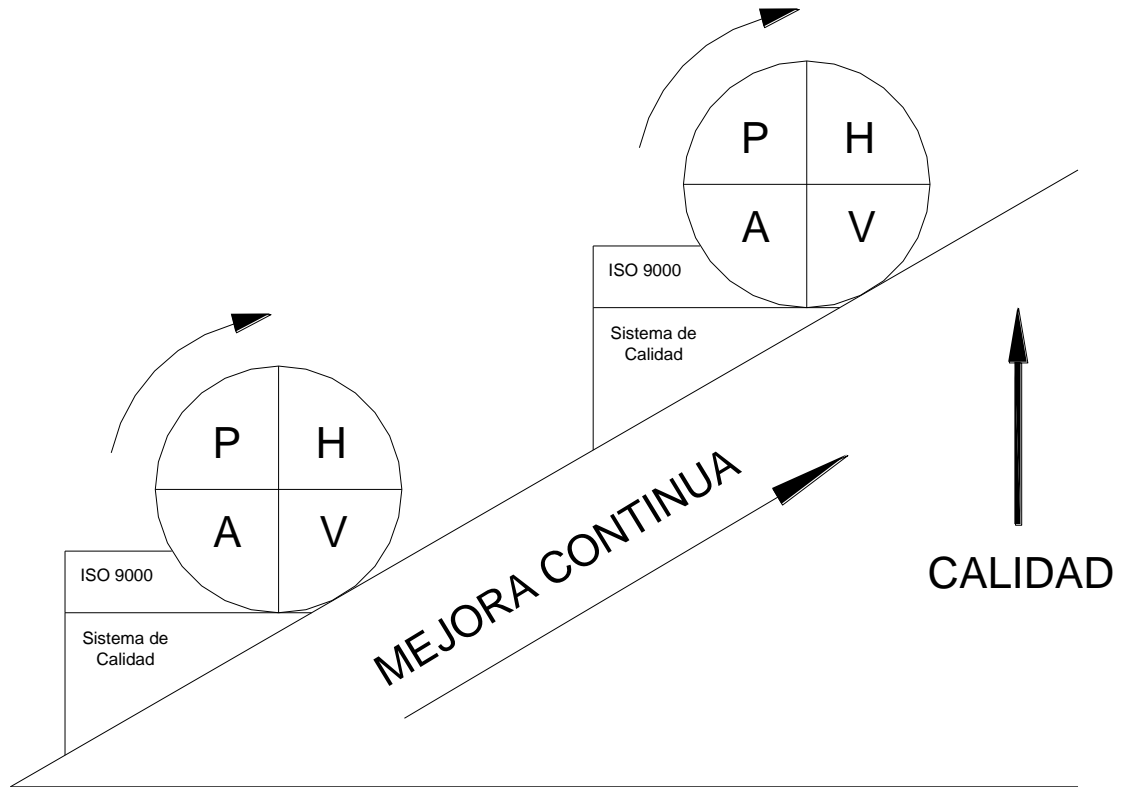 P H
A V
ISO 9000
Sistema de
Calidad
P H
A V
ISO 9000
Sistema de
Calidad
MEJORA CONTINUA
CALIDAD